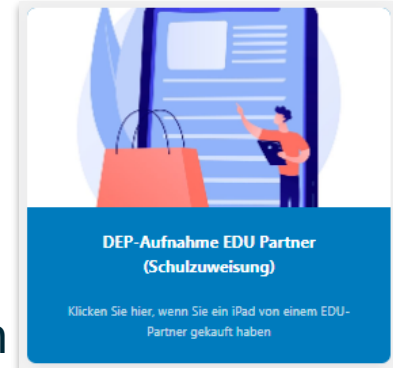 DEP-Aufnahme EDU Partner
(Schulzuweisung)
Klicken Sie hier, wenn Sie ein iPad von einem EDU-
Partner gekauft haben